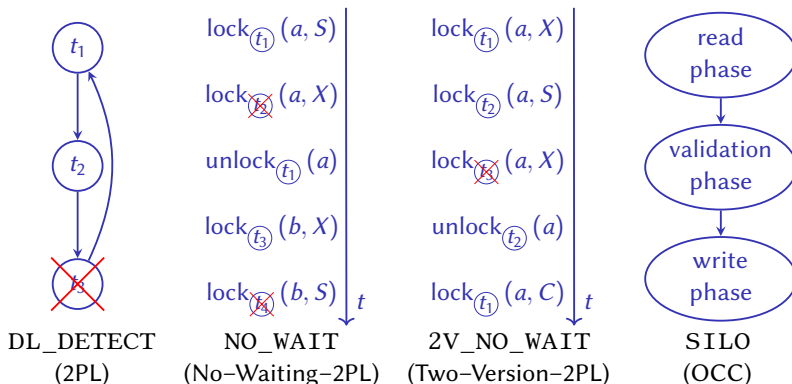 t1
t2
t3
DL_DETECT
(2PL)
lock t1 (a, S)
lock t2 (a, X)
unlock t1 (a)
lock t3 (b, X)
lock t4 (b, S)
t
NO_WAIT
(No–Waiting–2PL)
lock t1 (a, X)
lock t2 (a, S)
lock t3 (a, X)
unlock t2 (a)
lock t1 (a, C)
t
2V_NO_WAIT
(Two–Version–2PL)
read
phase
validation
phase
write
phase
SILO
(OCC)